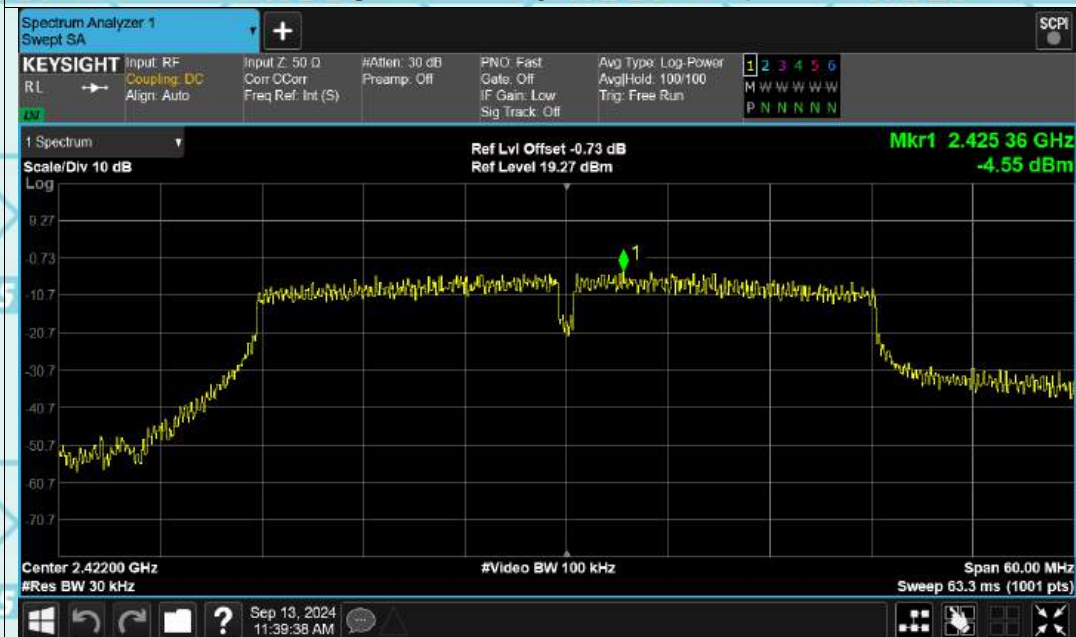 Spectrum Analyzer 1
Swept SA
+
SCPI
KEYSIGHT
RL
Input: RF
Coupling: DC
Align: Auto
Input Z: 50 Ω
Corr CCorr
Freq Ref: Int (S)
#Atten: 30 dB
Preamp: Off
PNO: Fast
Gate: Off
IF Gain: Low
Sig Track: Off
Avg Type: Log-Power
Avg|Hold: 100/100
Trig: Free Run
1 2 3 4 5 6
M W W W W W
P N N N N N
1 Spectrum
Scale/Div 10 dB
Ref Lvl Offset -0.73 dB
Ref Level 19.27 dBm
Mkr1 2.425 36 GHz
-4.55 dBm
Log
9.27
-0.73
-10.7
-20.7
-30.7
-40.7
-50.7
-60.7
-70.7
1
Center 2.42200 GHz
#Res BW 30 kHz
#Video BW 100 kHz
Span 60.00 MHz
Sweep 63.3 ms (1001 pts)
?
Sep 13, 2024
11:39:38 AM